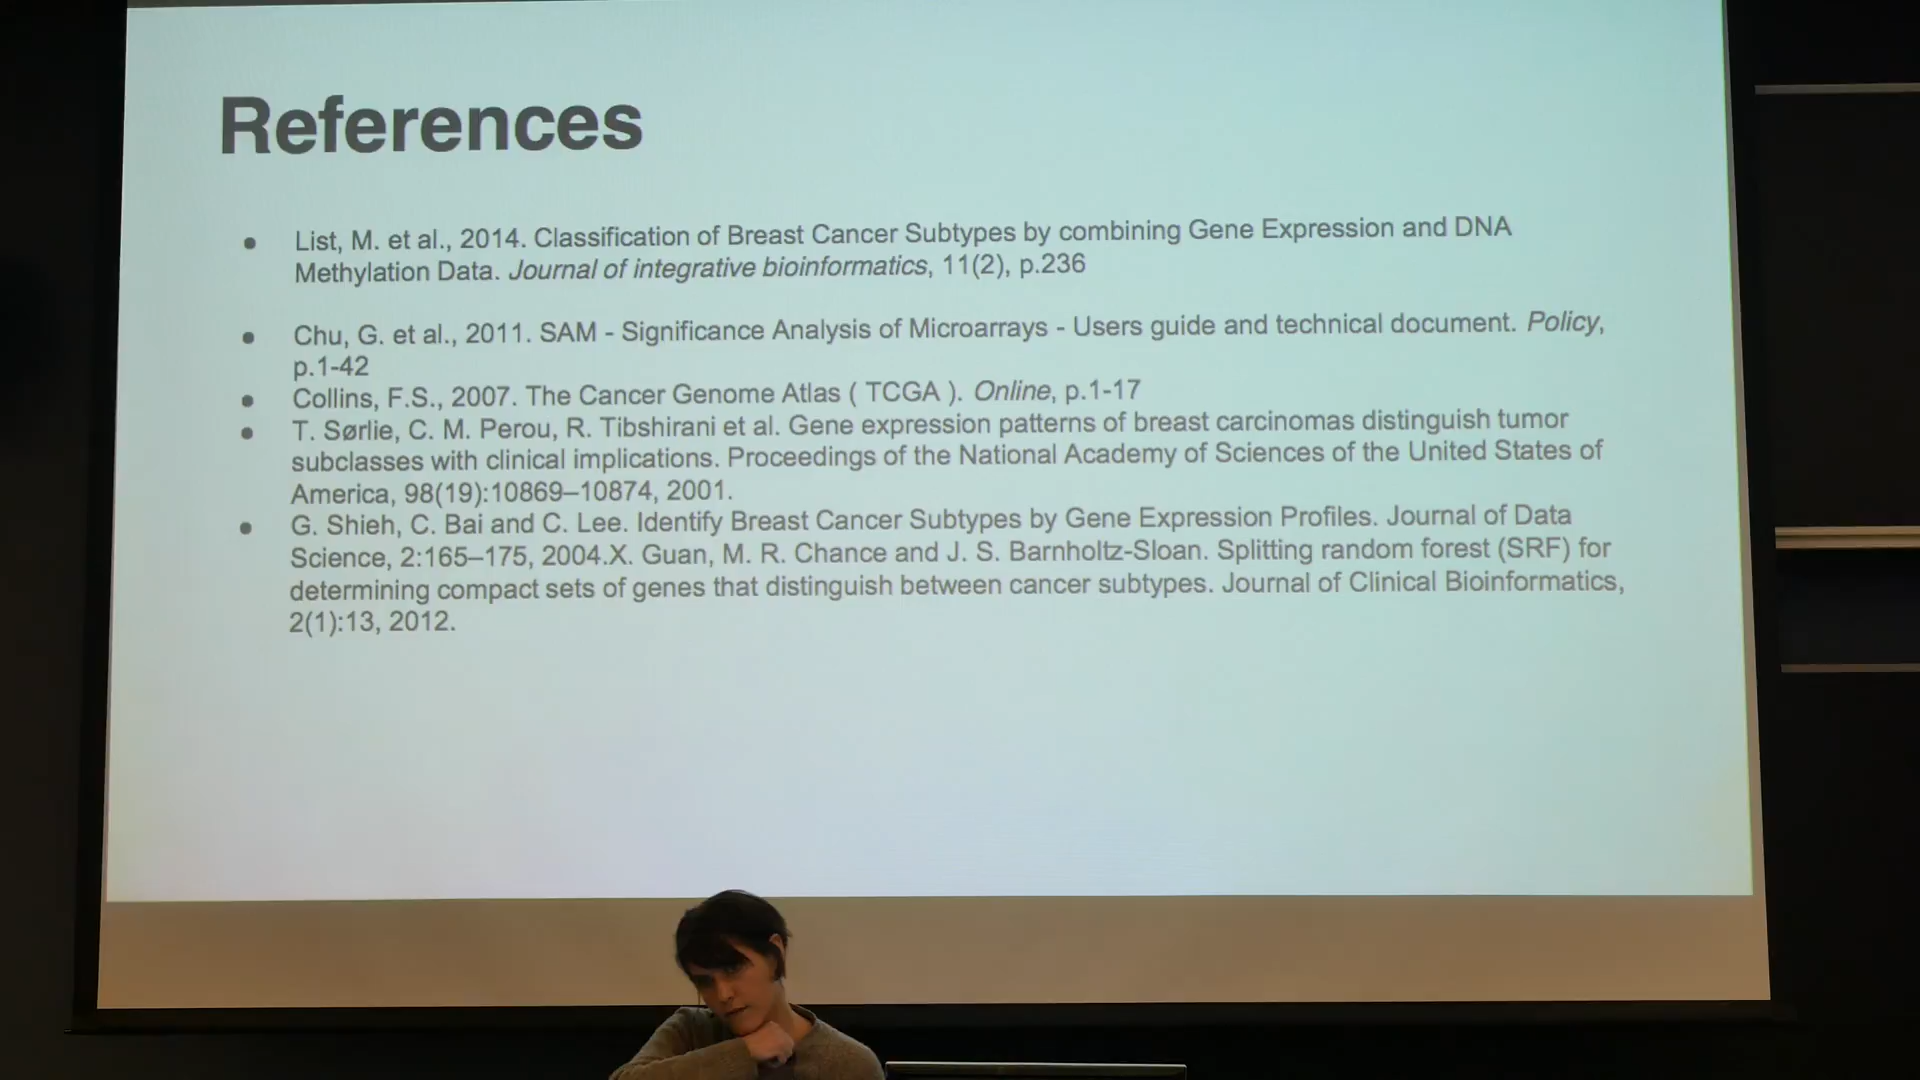 References
• List, M. et al., 2014. Classification of Breast Cancer Subtypes by combining Gene Expression and DNA
Methylation Data. Journal of integrative bioinformatics, 11(2), p.236
• Chu, G. et al., 2011. SAM - Significance Analysis of Microarrays - Users guide and technical document. Policy,
p.1-42
• Collins, F.S., 2007. The Cancer Genome Atlas ( TCGA ). Online, p.1-17
• T. Sørlie, C. M. Perou, R. Tibshirani et al. Gene expression patterns of breast carcinomas distinguish tumor
subclasses with clinical implications. Proceedings of the National Academy of Sciences of the United States of
America, 98(19):10869–10874, 2001.
• G. Shieh, C. Bai and C. Lee. Identify Breast Cancer Subtypes by Gene Expression Profiles. Journal of Data
Science, 2:165–175, 2004.X. Guan, M. R. Chance and J. S. Barnholtz-Sloan. Splitting random forest (SRF) for
determining compact sets of genes that distinguish between cancer subtypes. Journal of Clinical Bioinformatics,
2(1):13, 2012.